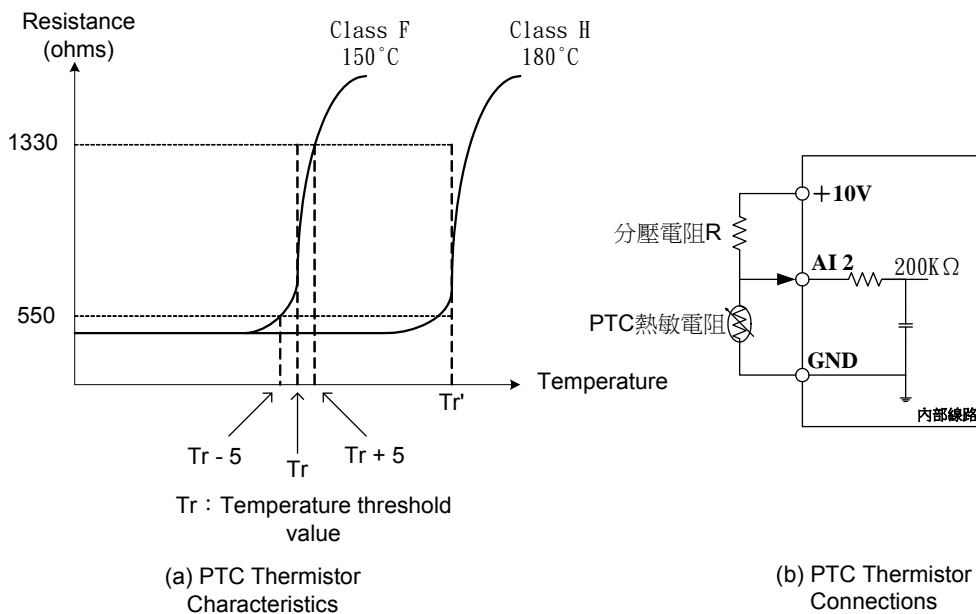 Resistance
(ohms)
Class F
150°C
Class H
180°C
1330
550
Temperature
Tr'
Tr - 5
Tr
Tr + 5
Tr：Temperature threshold
value
(a) PTC Thermistor
Characteristics
+10V
分壓電阻R
AI 2
200KΩ
PTC熱敏電阻
GND
內部線路
(b) PTC Thermistor
Connections